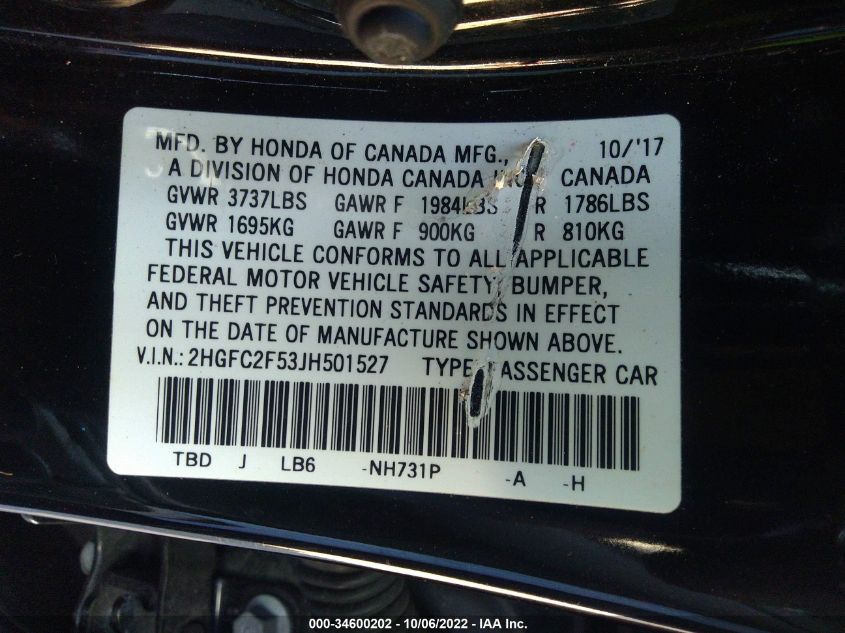 MFD. BY HONDA OF CANADA MFG., 10/'17
A DIVISION OF HONDA CANADA INC., CANADA
GVWR 3737LBS GAWR F 1984LBS R 1786LBS
GVWR 1695KG GAWR F 900KG R 810KG
THIS VEHICLE CONFORMS TO ALL APPLICABLE
FEDERAL MOTOR VEHICLE SAFETY, BUMPER,
AND THEFT PREVENTION STANDARDS IN EFFECT
ON THE DATE OF MANUFACTURE SHOWN ABOVE.
V.I.N.: 2HGFC2F53JH501527 TYPE: PASSENGER CAR
TBD J LB6 -NH731P -A -H
000-34600202 - 10/06/2022 - IAA Inc.